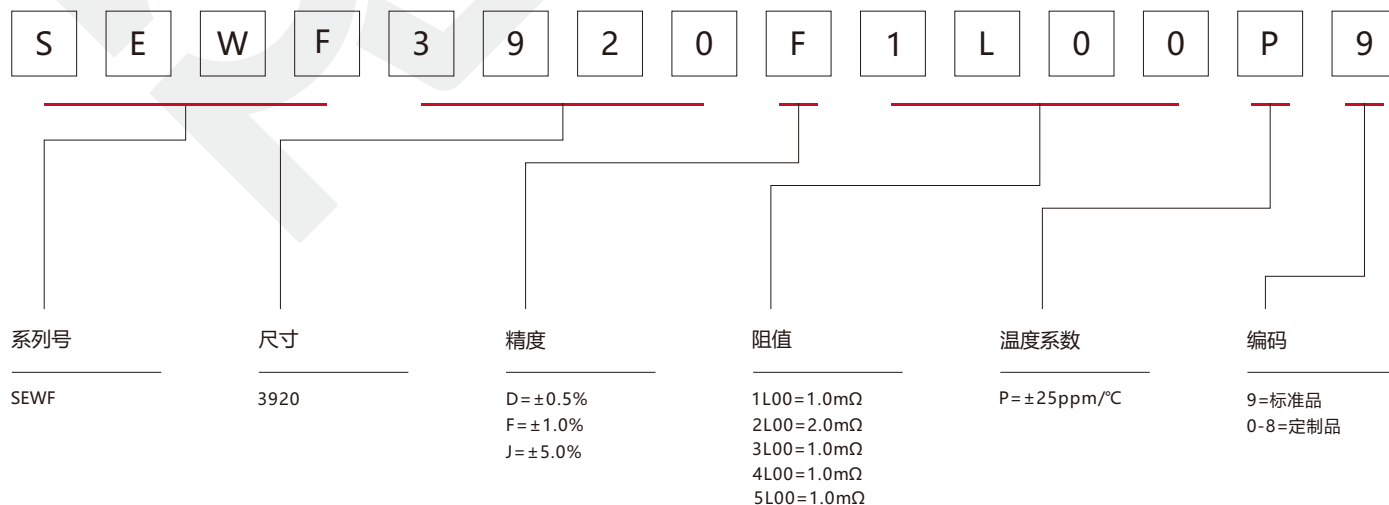 S E W F 3 9 2 0 F 1 L 0 0 P 9
系列号 尺寸 精度 阻值 温度系数 编码
SEWF 3920 D=±0.5% 1L00=1.0mΩ P=±25ppm/℃ 9=标准品
F=±1.0% 2L00=2.0mΩ 0-8=定制品
J=±5.0% 3L00=1.0mΩ
4L00=1.0mΩ
5L00=1.0mΩ